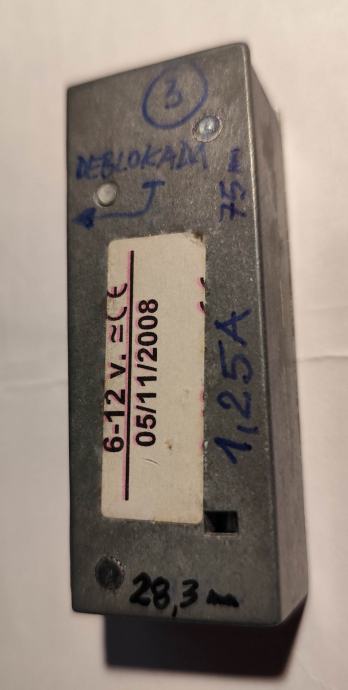 3
DEBLOKADA
75 m
6-12 V. ≃ CE
05/11/2008
1,25A
28,3 m